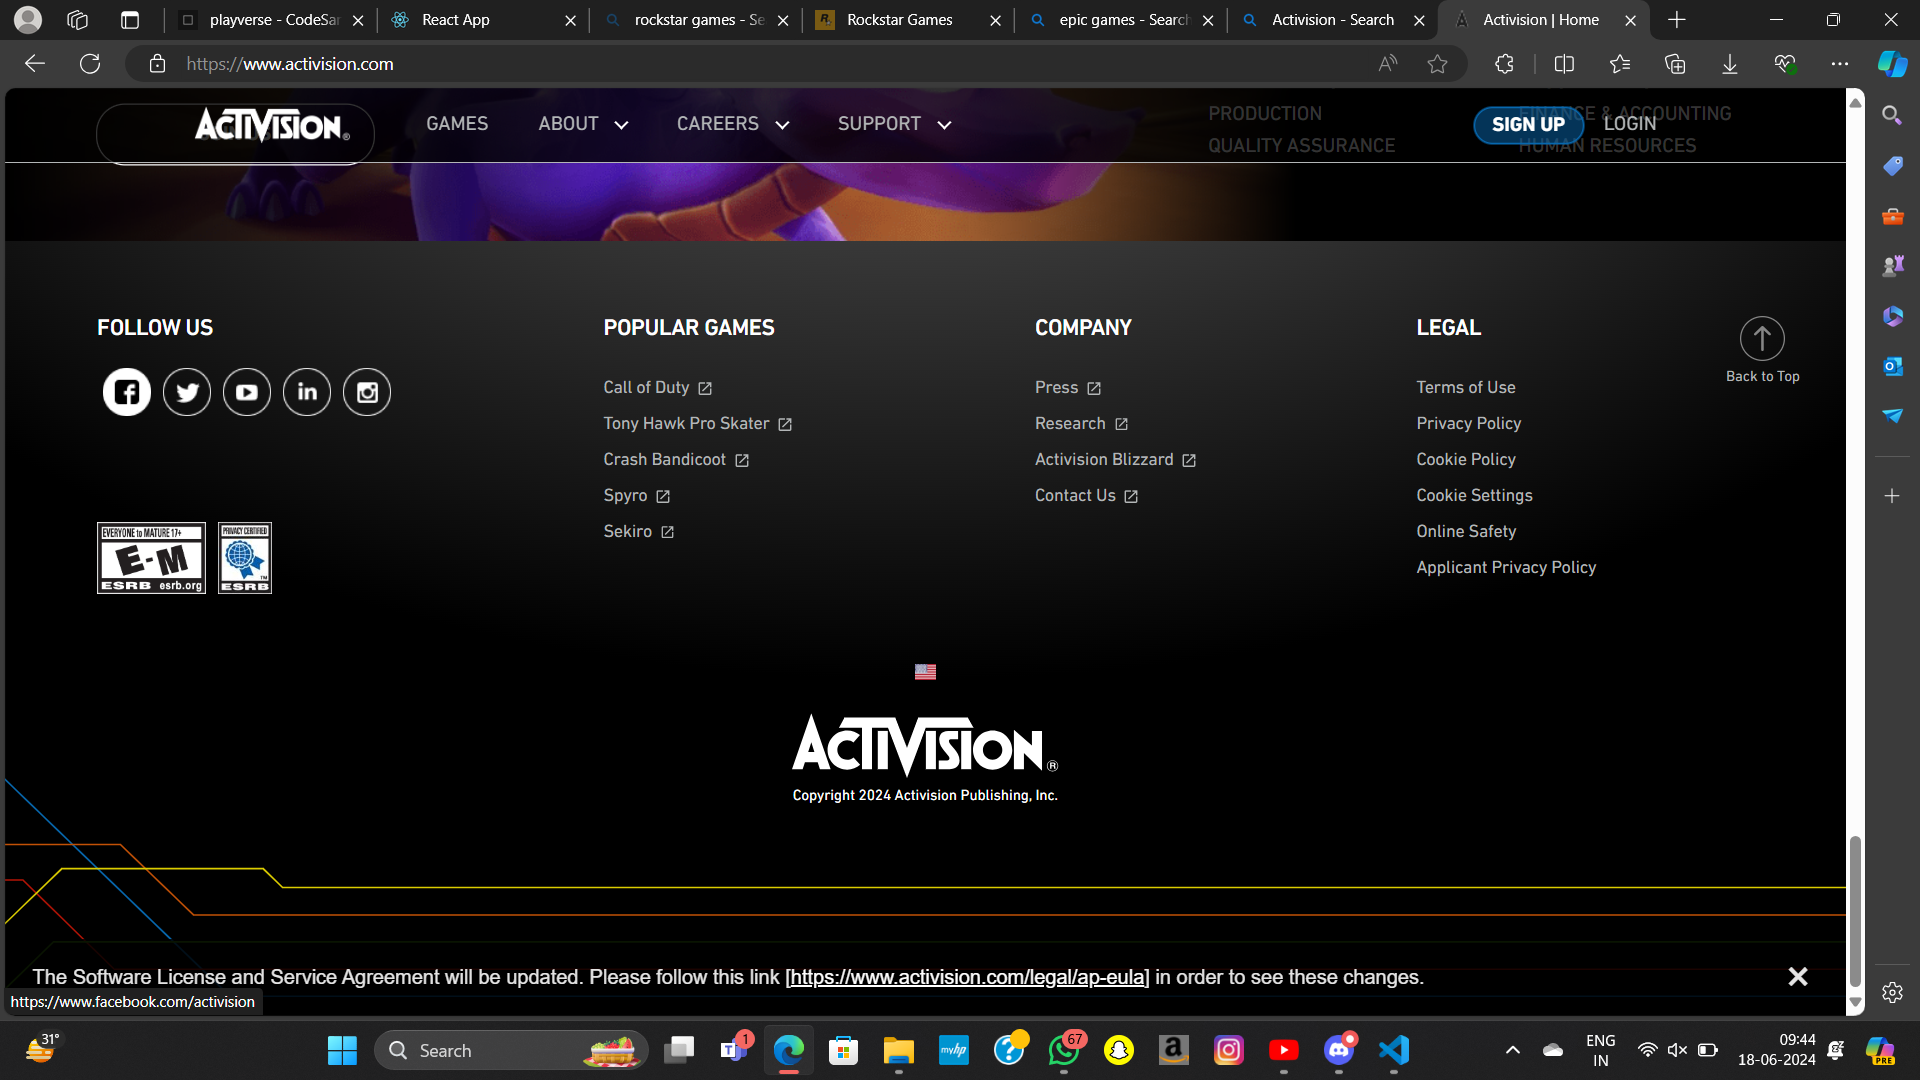 playverse - CodeSar
React App
rockstar games - Se
Rockstar Games
epic games - Search
Activision - Search
Activision | Home
https://www.activision.com
ACTIVISION®
GAMES
ABOUT
CAREERS
SUPPORT
PRODUCTION
QUALITY ASSURANCE
FINANCE & ACCOUNTING
HUMAN RESOURCES
SIGN UP
LOGIN
FOLLOW US
EVERYONE to MATURE 17+
E-M
ESRB esrb.org
PRIVACY CERTIFIED
ESRB
POPULAR GAMES
Call of Duty
Tony Hawk Pro Skater
Crash Bandicoot
Spyro
Sekiro
COMPANY
Press
Research
Activision Blizzard
Contact Us
LEGAL
Terms of Use
Privacy Policy
Cookie Policy
Cookie Settings
Online Safety
Applicant Privacy Policy
Back to Top
ACTIVISION®
Copyright 2024 Activision Publishing, Inc.
The Software License and Service Agreement will be updated. Please follow this link [https://www.activision.com/legal/ap-eula] in order to see these changes.
https://www.facebook.com/activision
31°
Search
1
myhp
67
ENG
IN
09:44
18-06-2024
PRE